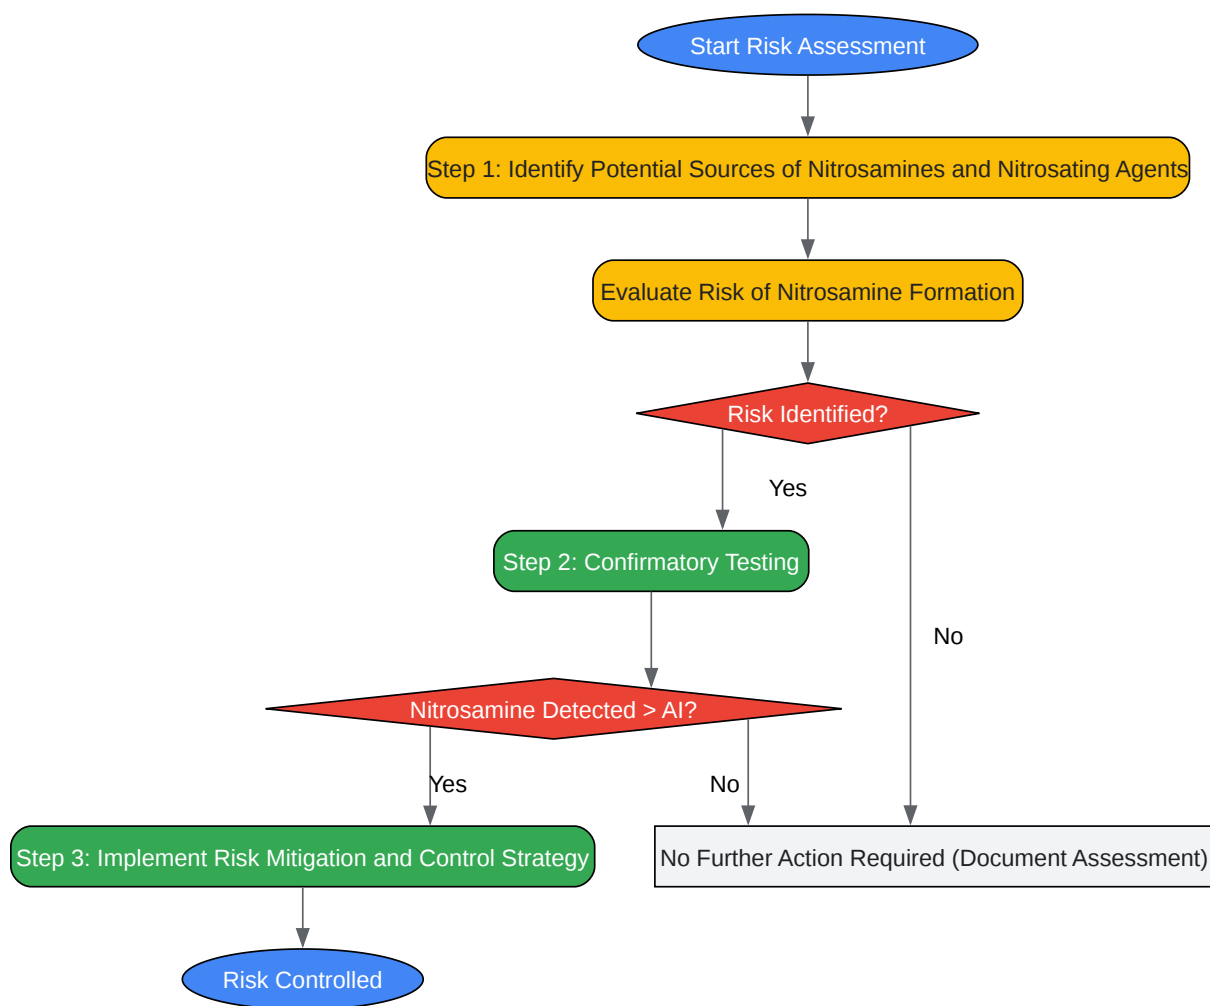 Start Risk Assessment
Step 1: Identify Potential Sources of Nitrosamines and Nitrosating Agents
Evaluate Risk of Nitrosamine Formation
Risk Identified?
Yes
Step 2: Confirmatory Testing
No
Nitrosamine Detected > AI?
Yes
No
Step 3: Implement Risk Mitigation and Control Strategy
No Further Action Required (Document Assessment)
Risk Controlled